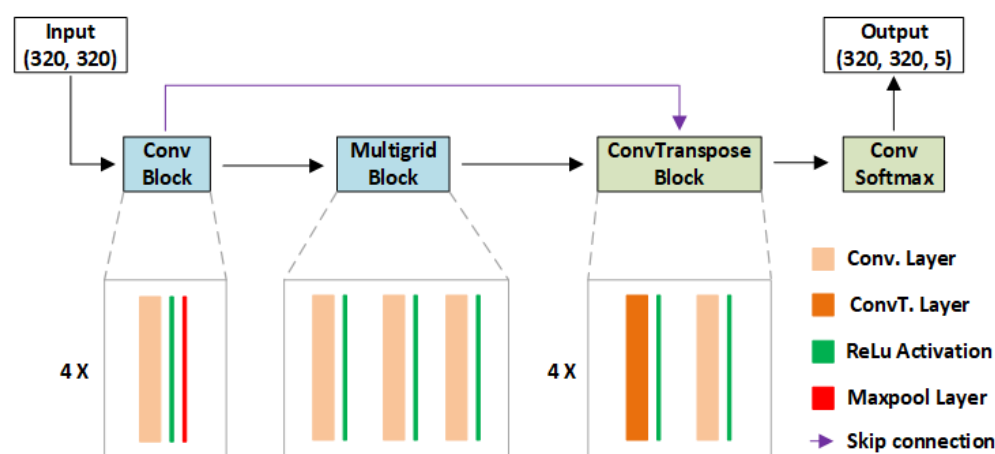 Input
(320, 320)
Output
(320, 320, 5)
Conv
Block
Multigrid
Block
ConvTranspose
Block
Conv
Softmax
4 X
4 X
Conv. Layer
ConvT. Layer
ReLu Activation
Maxpool Layer
Skip connection